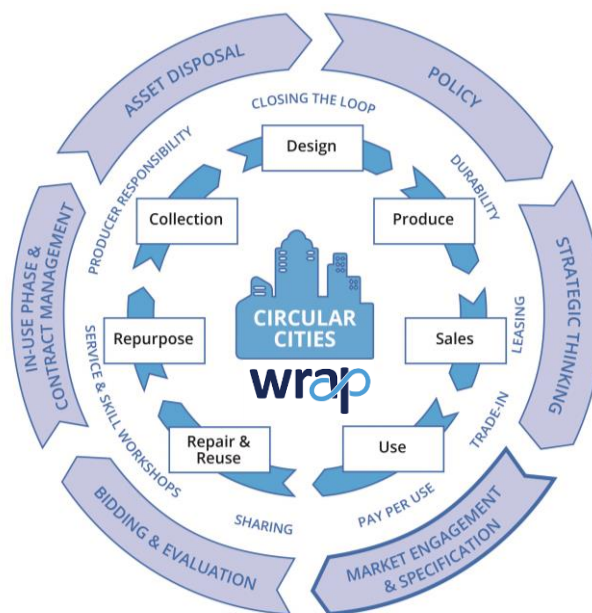 ASSET DISPOSAL
POLICY
STRATEGIC THINKING
MARKET ENGAGEMENT
& SPECIFICATION
BIDDING & EVALUATION
IN-USE PHASE &
CONTRACT MANAGEMENT
CLOSING THE LOOP
DURABILITY
LEASING
TRADE-IN
PAY PER USE
SHARING
SERVICE & SKILL WORKSHOPS
PRODUCER RESPONSIBILITY
Design
Produce
Sales
Use
Repair &
Reuse
Repurpose
Collection
CIRCULAR
CITIES
wrap